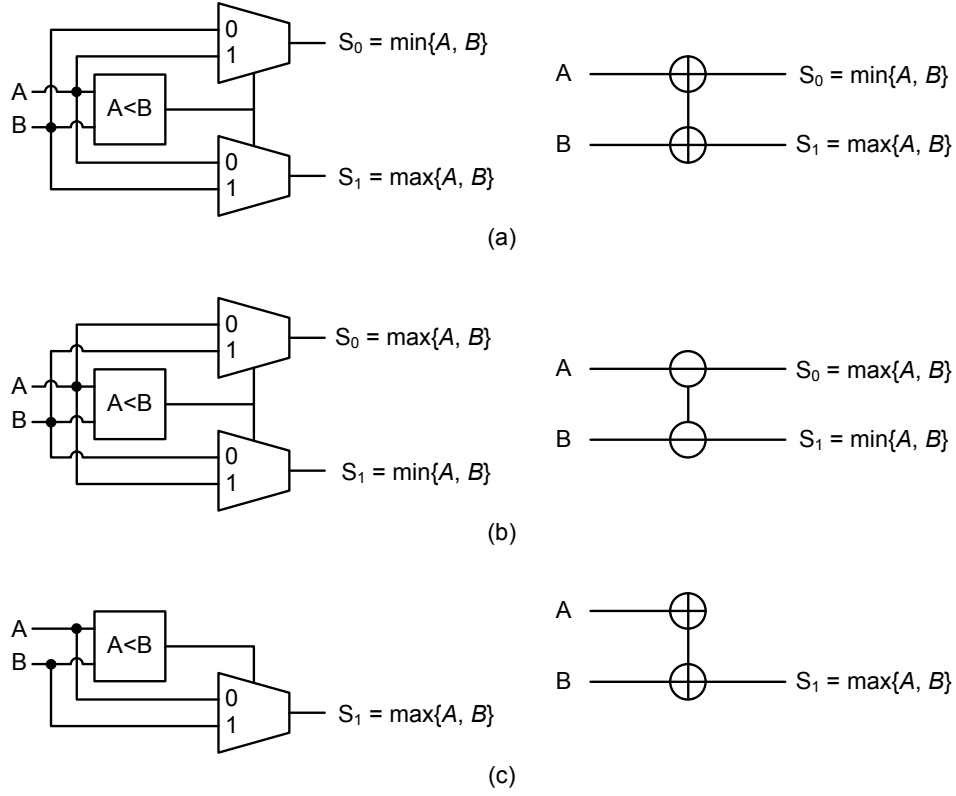 0
1
S₀ = min{A, B}
A
B
A<B
0
1
S₁ = max{A, B}
A
S₀ = min{A, B}
B
S₁ = max{A, B}
(a)
0
1
S₀ = max{A, B}
A
B
A<B
0
1
S₁ = min{A, B}
A
S₀ = max{A, B}
B
S₁ = min{A, B}
(b)
A
B
A<B
0
1
S₁ = max{A, B}
A
B
S₁ = max{A, B}
(c)